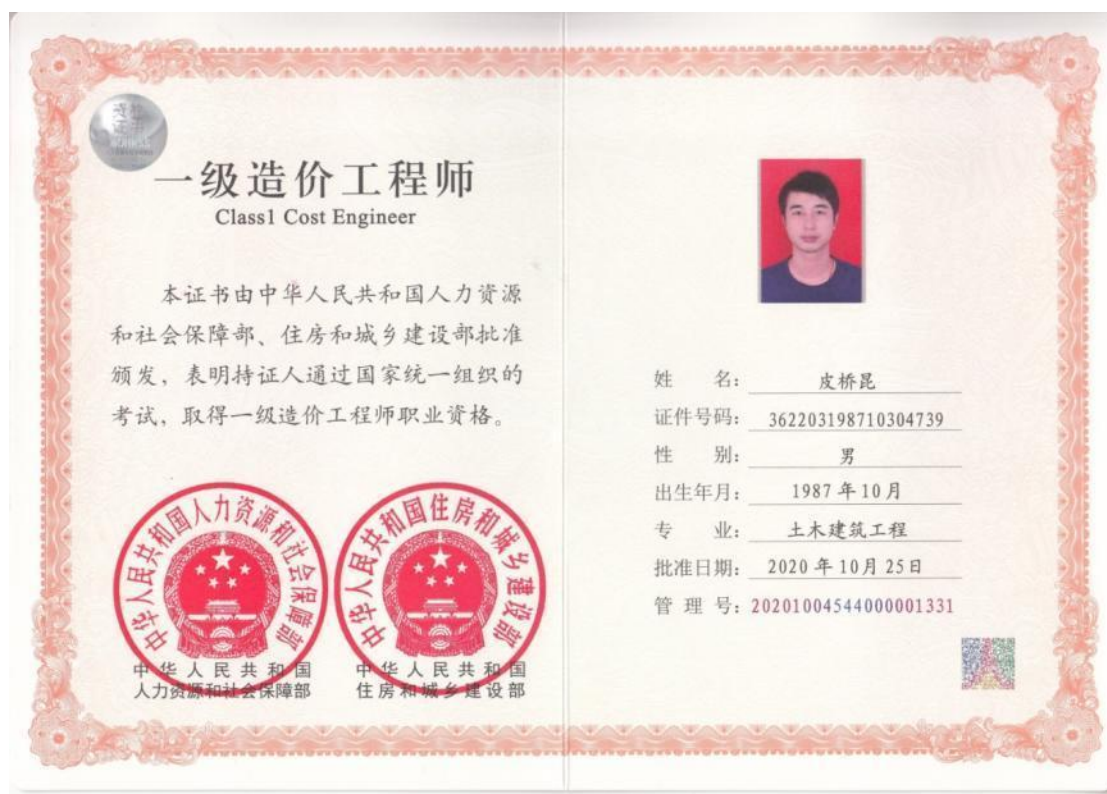 一级造价工程师
Class1 Cost Engineer
本证书由中华人民共和国人力资源
和社会保障部、住房和城乡建设部批准
颁发，表明持证人通过国家统一组织的
考试，取得一级造价工程师职业资格。
中华人民共和国人力资源和社会保障部
中华人民共和国住房和城乡建设部
中华人民共和国
人力资源和社会保障部
中华人民共和国
住房和城乡建设部
姓 名： 皮桥昆
证件号码： 362203198710304739
性 别： 男
出生年月： 1987年10月
专 业： 土木建筑工程
批准日期： 2020年10月25日
管 理 号：20201004544000001331